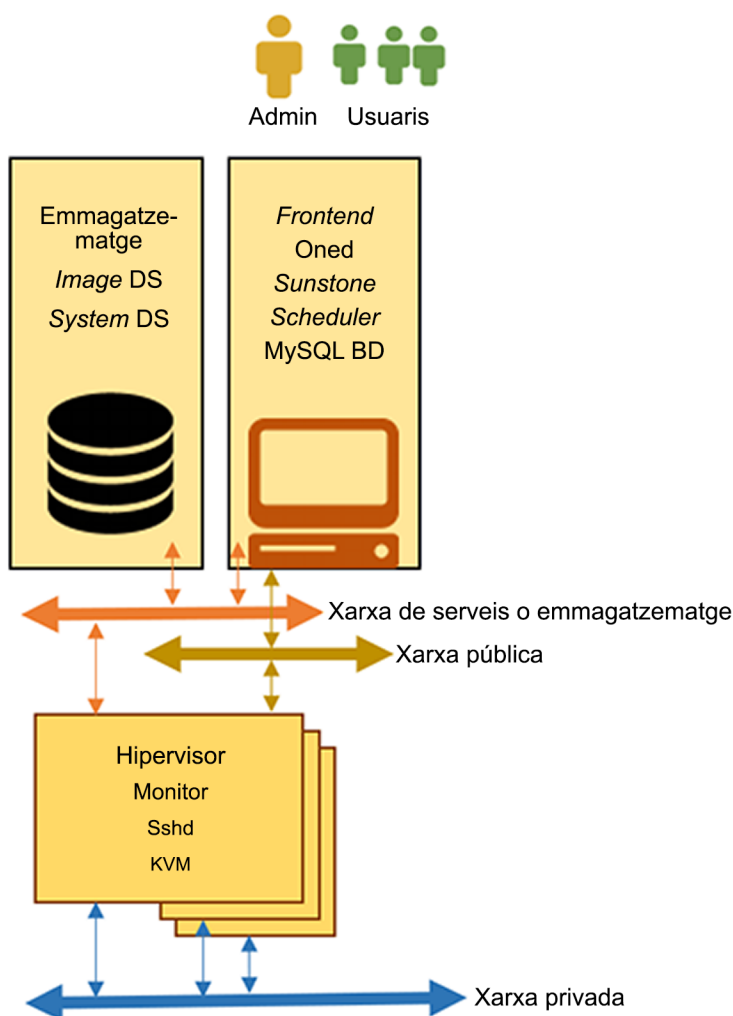 Admin
Usuaris
Emmagatze-
matge
Image DS
System DS
Frontend
Oned
Sunstone
Scheduler
MySQL BD
Xarxa de serveis o emmagatzematge
Xarxa pública
Hipervisor
Monitor
Sshd
KVM
Xarxa privada